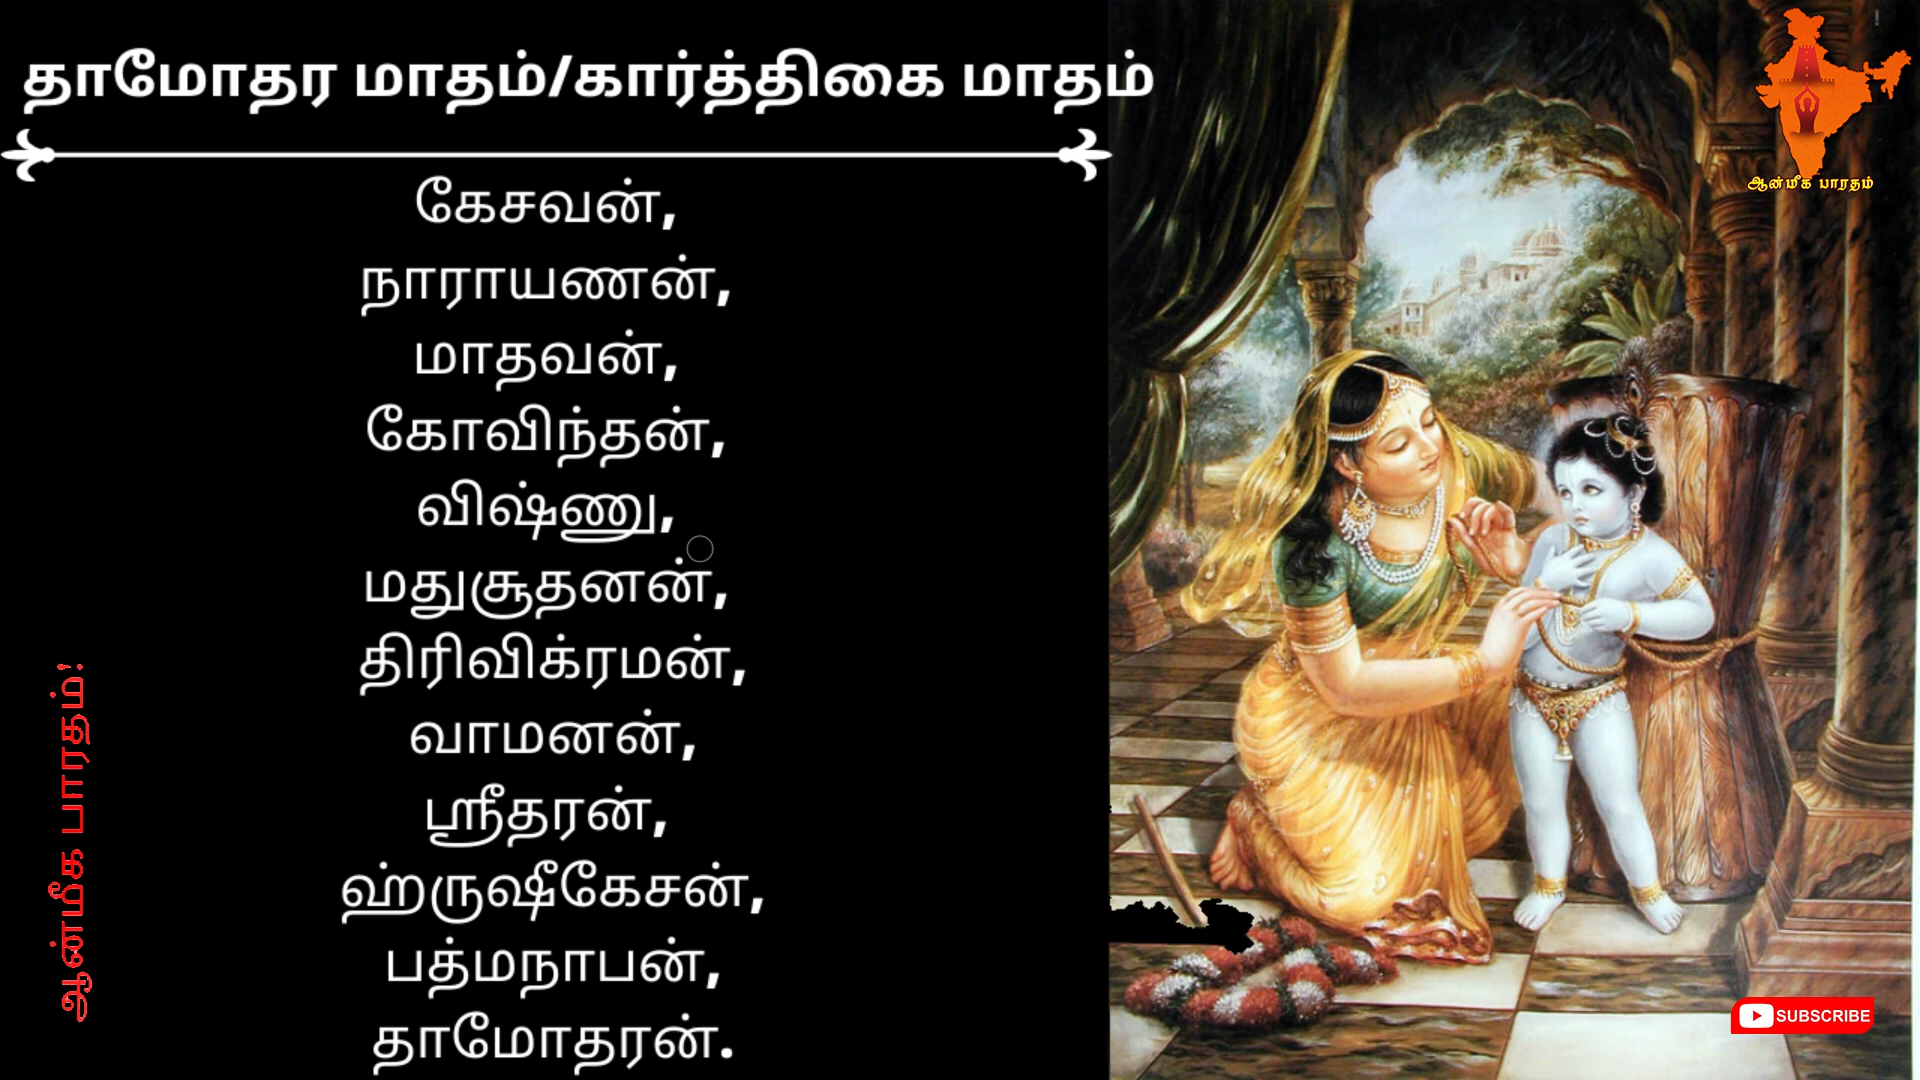 தாமோதர மாதம்/கார்த்திகை மாதம்
கேசவன்,
நாராயணன்,
மாதவன்,
கோவிந்தன்,
விஷ்ணு,
மதுசூதனன்,
திரிவிக்ரமன்,
வாமனன்,
ஸ்ரீதரன்,
ஹ்ருஷீகேசன்,
பத்மநாபன்,
தாமோதரன்.
ஆன்மீக பாரதம்!
ஆன்மீக பாரதம்
SUBSCRIBE